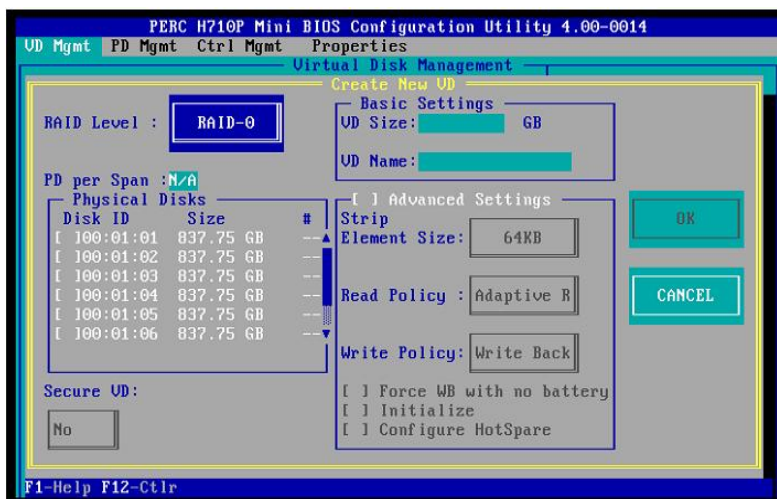 PERC H710P Mini BIOS Configuration Utility 4.00-0014
VD Mgmt PD Mgmt Ctrl Mgmt Properties
Virtual Disk Management
Create New VD
RAID Level : RAID-0
Basic Settings
VD Size: GB
VD Name:
PD per Span :N/A
Physical Disks
Disk ID Size #
[ ]00:01:01 837.75 GB --
[ ]00:01:02 837.75 GB --
[ ]00:01:03 837.75 GB --
[ ]00:01:04 837.75 GB --
[ ]00:01:05 837.75 GB --
[ ]00:01:06 837.75 GB --
Secure VD:
No
[ ] Advanced Settings
Strip
Element Size: 64KB
Read Policy : Adaptive R
Write Policy: Write Back
[ ] Force WB with no battery
[ ] Initialize
[ ] Configure HotSpare
OK
CANCEL
F1-Help F12-Ctlr